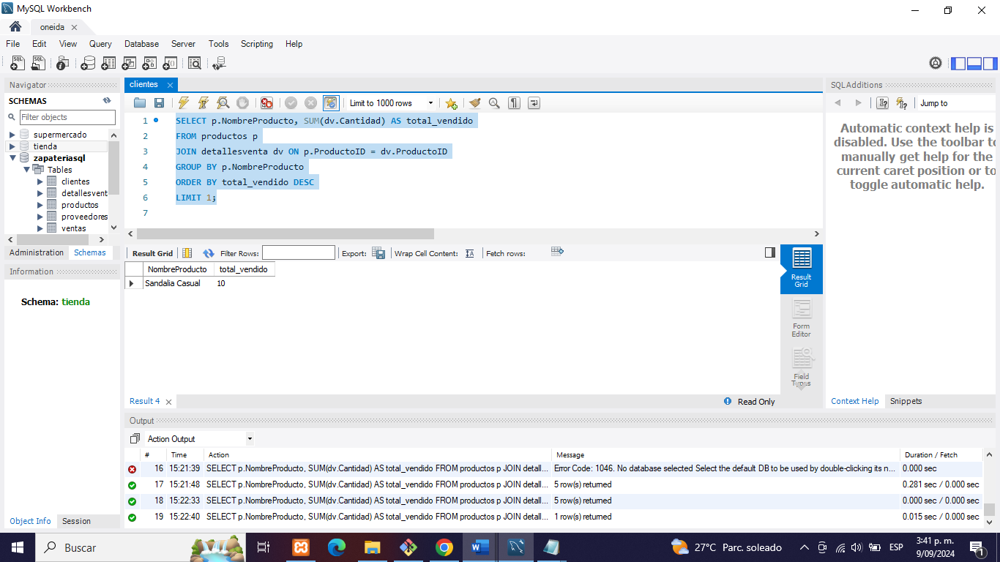 MySQL Workbench
oneida
File Edit View Query Database Server Tools Scripting Help
Navigator
SCHEMAS
Filter objects
supermercado
tienda
zapateriasql
Tables
clientes
detallesvent
productos
proveedores
ventas
Administration Schemas
Information
Schema: tienda
Object Info Session
clientes
Limit to 1000 rows
1 SELECT p.NombreProducto, SUM(dv.Cantidad) AS total_vendido
2 FROM productos p
3 JOIN detallesventa dv ON p.ProductoID = dv.ProductoID
4 GROUP BY p.NombreProducto
5 ORDER BY total_vendido DESC
6 LIMIT 1;
7
Result Grid Filter Rows: Export: Wrap Cell Content: Fetch rows:
NombreProducto total_vendido
Sandalia Casual 10
Result
Grid
Form
Editor
Field
Types
Result 4 Read Only
SQLAdditions
Jump to
Automatic context help is
disabled. Use the toolbar to
manually get help for the
current caret position or to
toggle automatic help.
Context Help Snippets
Output
Action Output
# Time Action Message Duration / Fetch
16 15:21:39 SELECT p.NombreProducto, SUM(dv.Cantidad) AS total_vendido FROM productos p JOIN detall... Error Code: 1046. No database selected Select the default DB to be used by double-clicking its n... 0.000 sec
17 15:21:48 SELECT p.NombreProducto, SUM(dv.Cantidad) AS total_vendido FROM productos p JOIN detall... 5 row(s) returned 0.281 sec / 0.000 sec
18 15:22:33 SELECT p.NombreProducto, SUM(dv.Cantidad) AS total_vendido FROM productos p JOIN detall... 5 row(s) returned 0.000 sec / 0.000 sec
19 15:22:40 SELECT p.NombreProducto, SUM(dv.Cantidad) AS total_vendido FROM productos p JOIN detall... 1 row(s) returned 0.015 sec / 0.000 sec
Buscar
27°C Parc. soleado
ESP
3:41 p. m.
9/09/2024
1